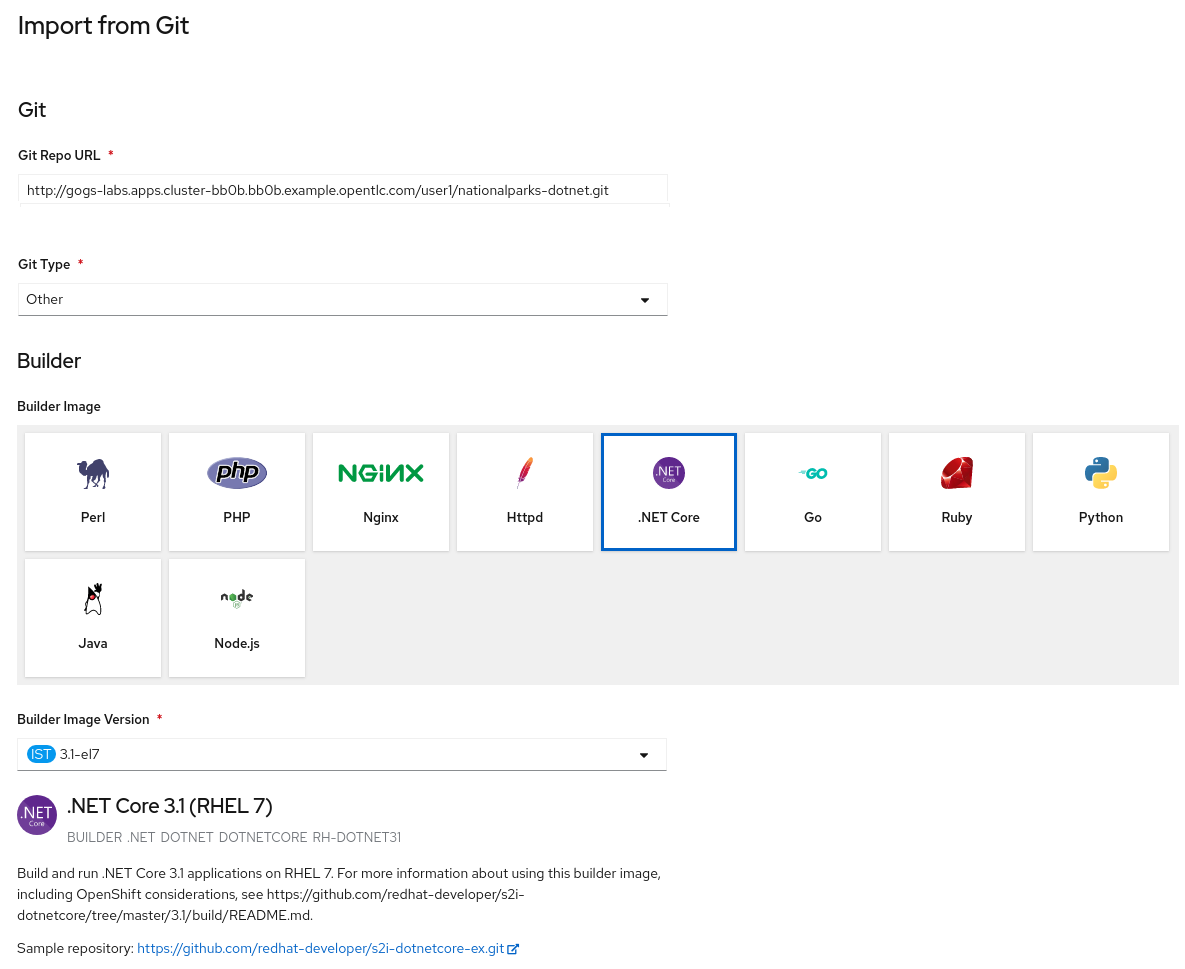 Import from Git
Git
Git Repo URL *
http://gogs-labs.apps.cluster-bb0b.bb0b.example.opentlc.com/user1/nationalparks-dotnet.git
Git Type *
Other
Builder
Builder Image
php NGINX .NET Core GO
Perl PHP Nginx Httpd .NET Core Go Ruby Python
node JS
Java Node.js
Builder Image Version *
IST 3.1-el7
.NET Core .NET Core 3.1 (RHEL 7)
BUILDER .NET DOTNET DOTNETCORE RH-DOTNET31
Build and run .NET Core 3.1 applications on RHEL 7. For more information about using this builder image,
including OpenShift considerations, see https://github.com/redhat-developer/s2i-
dotnetcore/tree/master/3.1/build/README.md.
Sample repository: https://github.com/redhat-developer/s2i-dotnetcore-ex.git